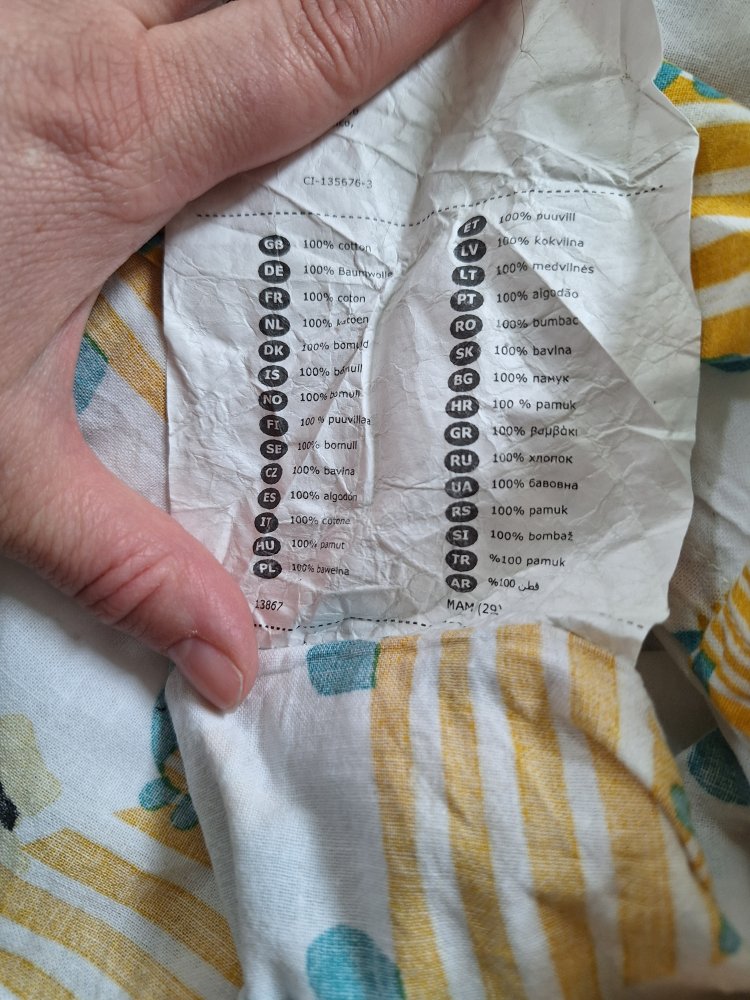 CI-135676-3
GB 100% cotton
DE 100% Baumwolle
FR 100% coton
NL 100% katoen
DK 100% bomuld
IS 100% bómull
NO 100% bomull
FI 100 % puuvillaa
SE 100% bomull
CZ 100% bavlna
ES 100% algodón
IT 100% cotone
HU 100% pamut
PL 100% bawełna
13867
ET 100% puuvill
LV 100% kokvilna
LT 100% medvilnės
PT 100% algodão
RO 100% bumbac
SK 100% bavlna
BG 100% памук
HR 100 % pamuk
GR 100% βαμβάκι
RU 100% хлопок
UA 100% бавовна
RS 100% pamuk
SI 100% bombaž
TR %100 pamuk
AR %100 قطن
MAM (29)